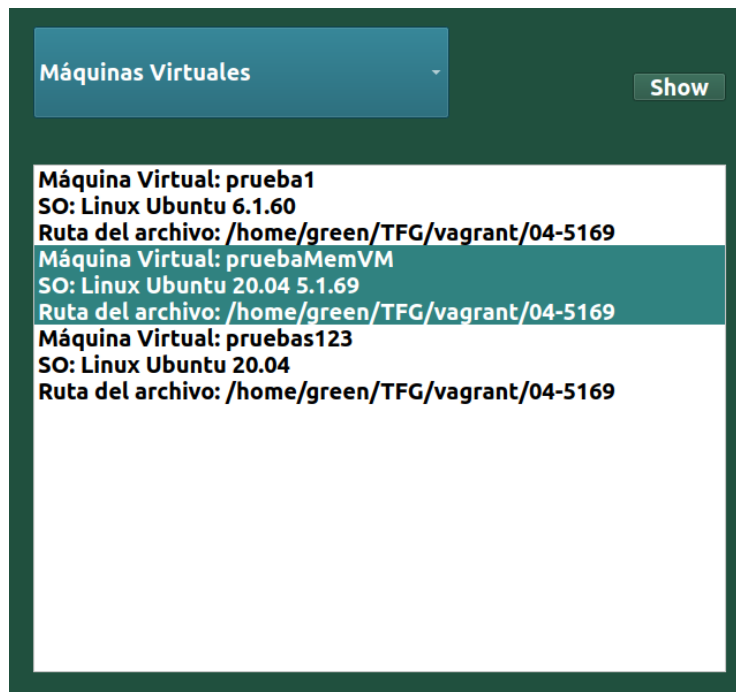 Máquinas Virtuales
Show
Máquina Virtual: prueba1
SO: Linux Ubuntu 6.1.60
Ruta del archivo: /home/green/TFG/vagrant/04-5169
Máquina Virtual: pruebaMemVM
SO: Linux Ubuntu 20.04 5.1.69
Ruta del archivo: /home/green/TFG/vagrant/04-5169
Máquina Virtual: pruebas123
SO: Linux Ubuntu 20.04
Ruta del archivo: /home/green/TFG/vagrant/04-5169